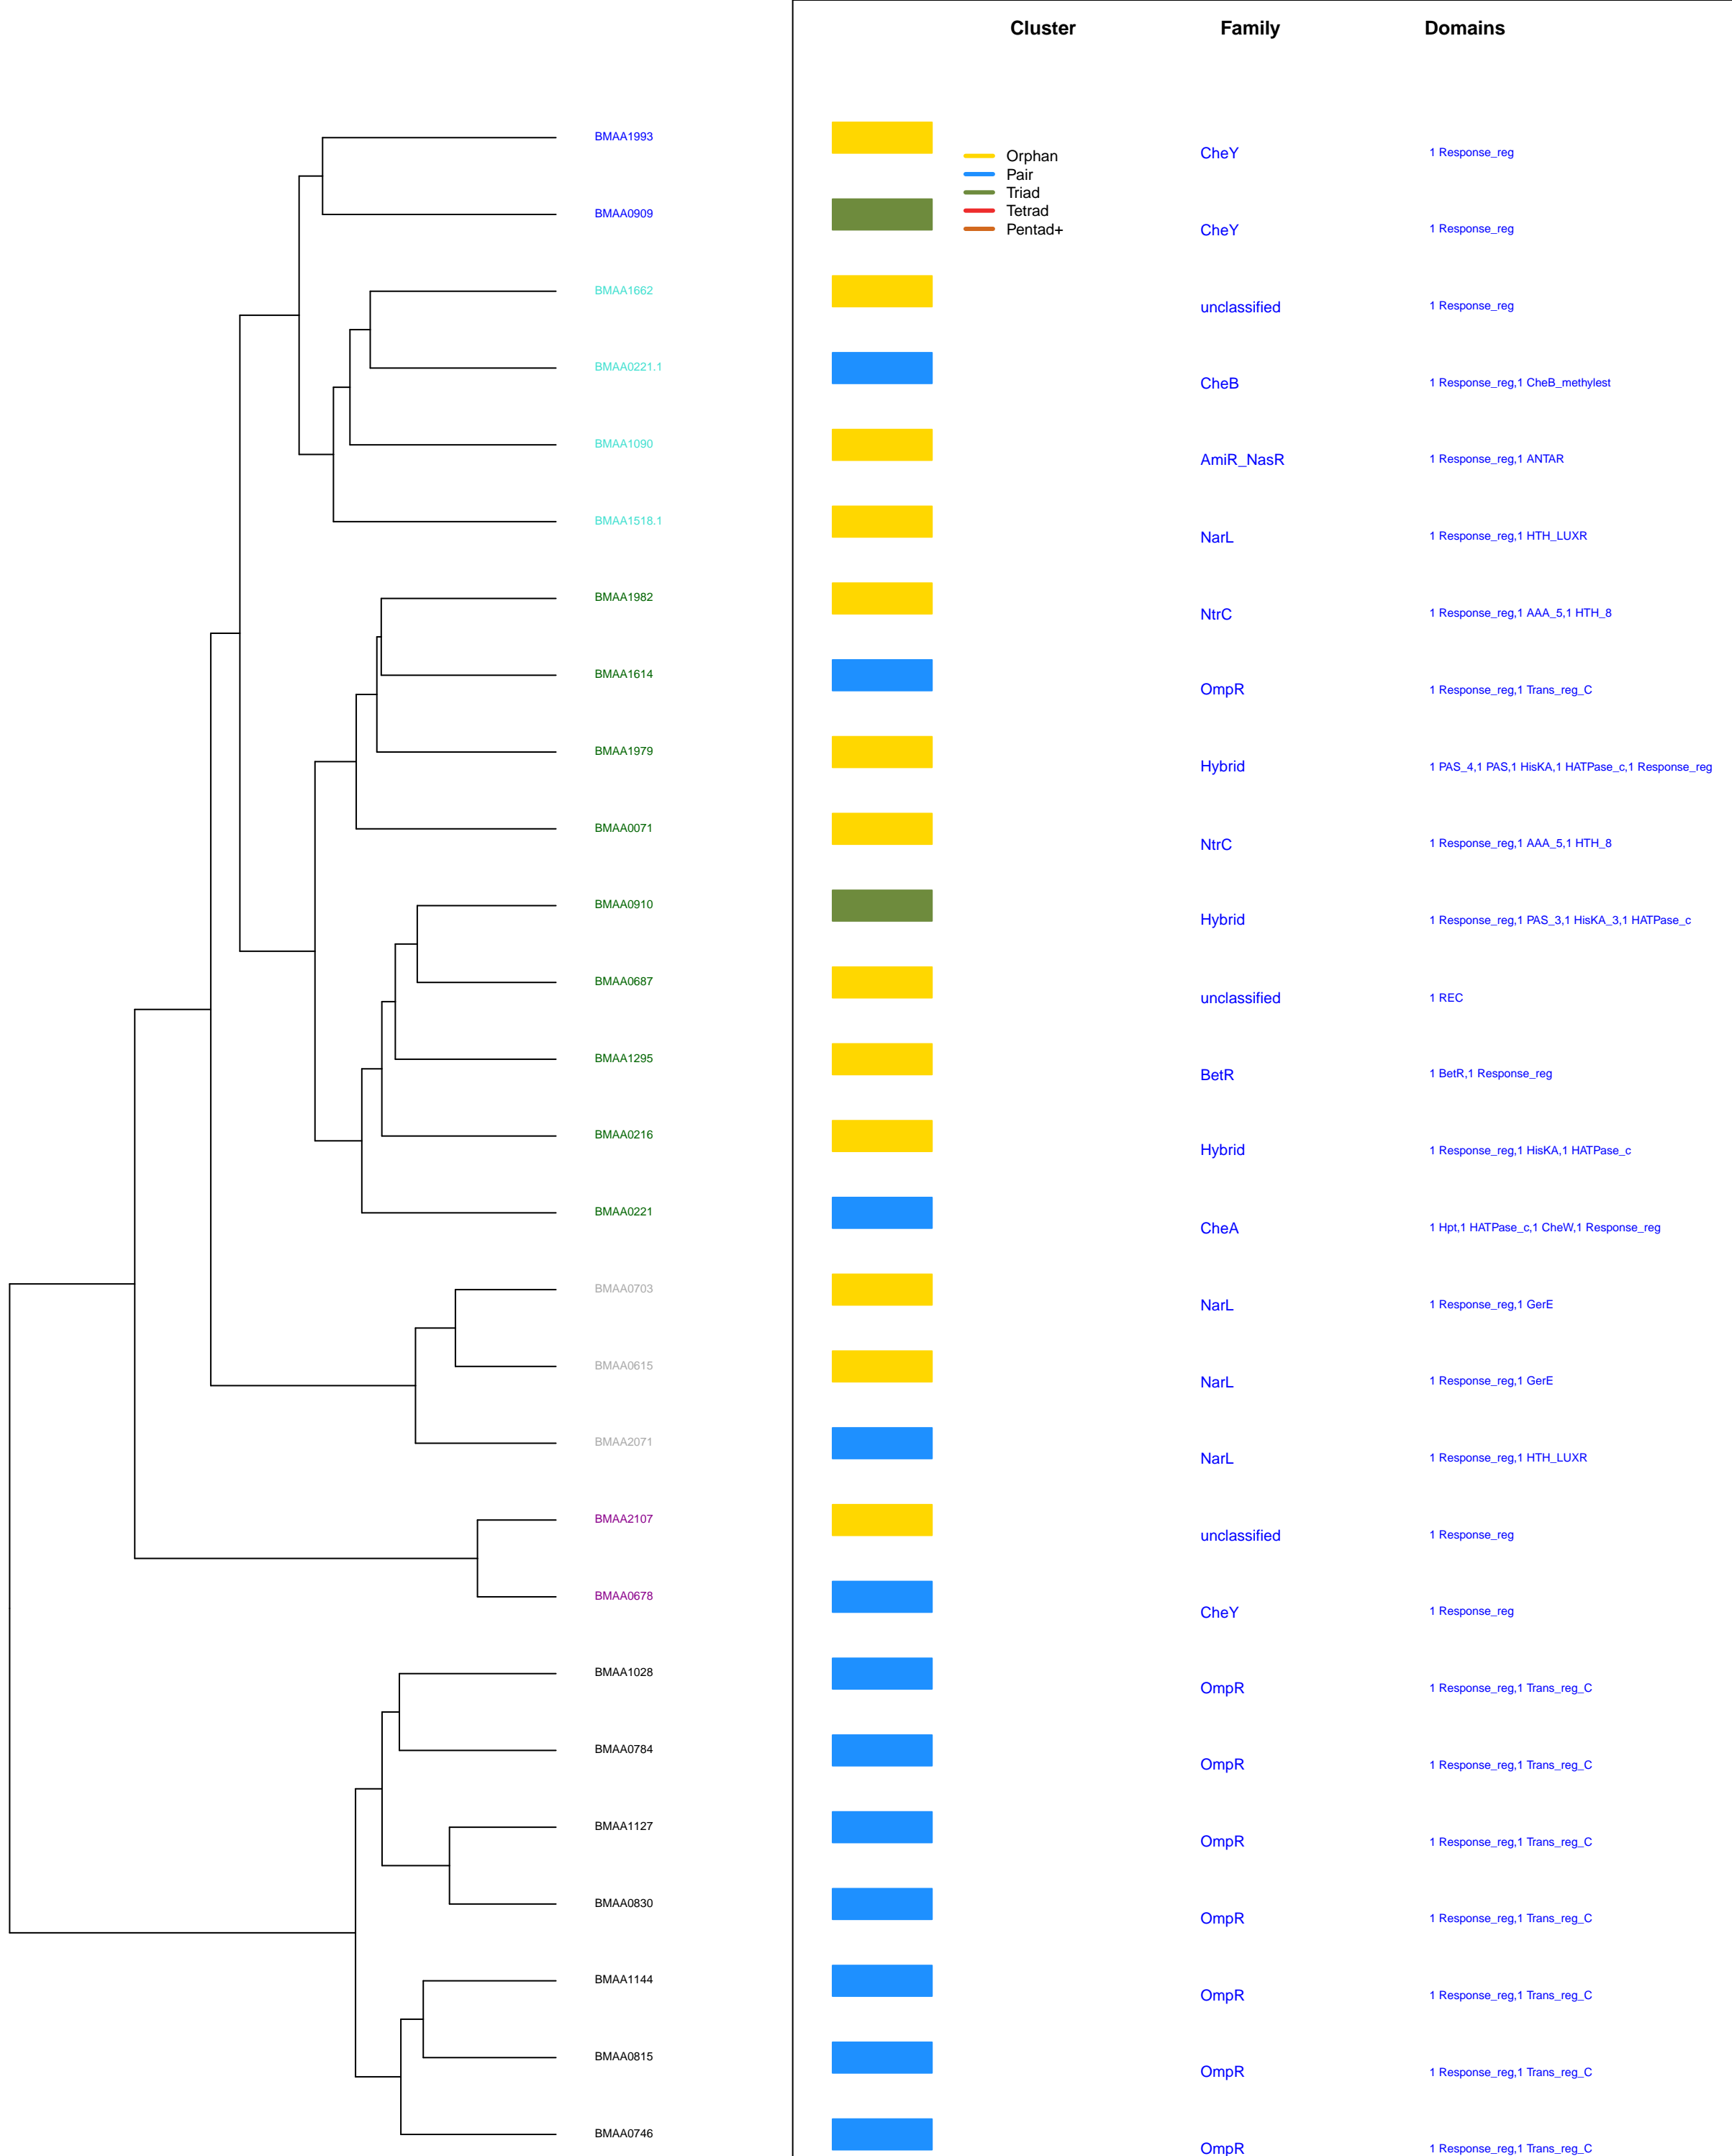 Cluster Family Domains
BMAA1993
Orphan
CheY 1 Response_reg
Pair
Triad
BMAA0909 Tetrad
Pentad+
CheY 1 Response_reg
BMAA1662
unclassified 1 Response_reg
BMAA0221.1
CheB 1 Response_reg,1 CheB_methylest
BMAA1090
AmiR_NasR 1 Response_reg,1 ANTAR
BMAA1518.1
NarL 1 Response_reg,1 HTH_LUXR
BMAA1982
NtrC 1 Response_reg,1 AAA_5,1 HTH_8
BMAA1614
OmpR 1 Response_reg,1 Trans_reg_C
BMAA1979
Hybrid 1 PAS_4,1 PAS,1 HisKA,1 HATPase_c,1 Response_reg
BMAA0071
NtrC 1 Response_reg,1 AAA_5,1 HTH_8
BMAA0910
Hybrid 1 Response_reg,1 PAS_3,1 HisKA_3,1 HATPase_c
BMAA0687
unclassified 1 REC
BMAA1295
BetR 1 BetR,1 Response_reg
BMAA0216
Hybrid 1 Response_reg,1 HisKA,1 HATPase_c
BMAA0221
CheA 1 Hpt,1 HATPase_c,1 CheW,1 Response_reg
BMAA0703
NarL 1 Response_reg,1 GerE
BMAA0615
NarL 1 Response_reg,1 GerE
BMAA2071
NarL 1 Response_reg,1 HTH_LUXR
BMAA2107
unclassified 1 Response_reg
BMAA0678
CheY 1 Response_reg
BMAA1028
OmpR 1 Response_reg,1 Trans_reg_C
BMAA0784
OmpR 1 Response_reg,1 Trans_reg_C
BMAA1127
OmpR 1 Response_reg,1 Trans_reg_C
BMAA0830
OmpR 1 Response_reg,1 Trans_reg_C
BMAA1144
OmpR 1 Response_reg,1 Trans_reg_C
BMAA0815
OmpR 1 Response_reg,1 Trans_reg_C
BMAA0746
OmpR 1 Response_reg,1 Trans_reg_C